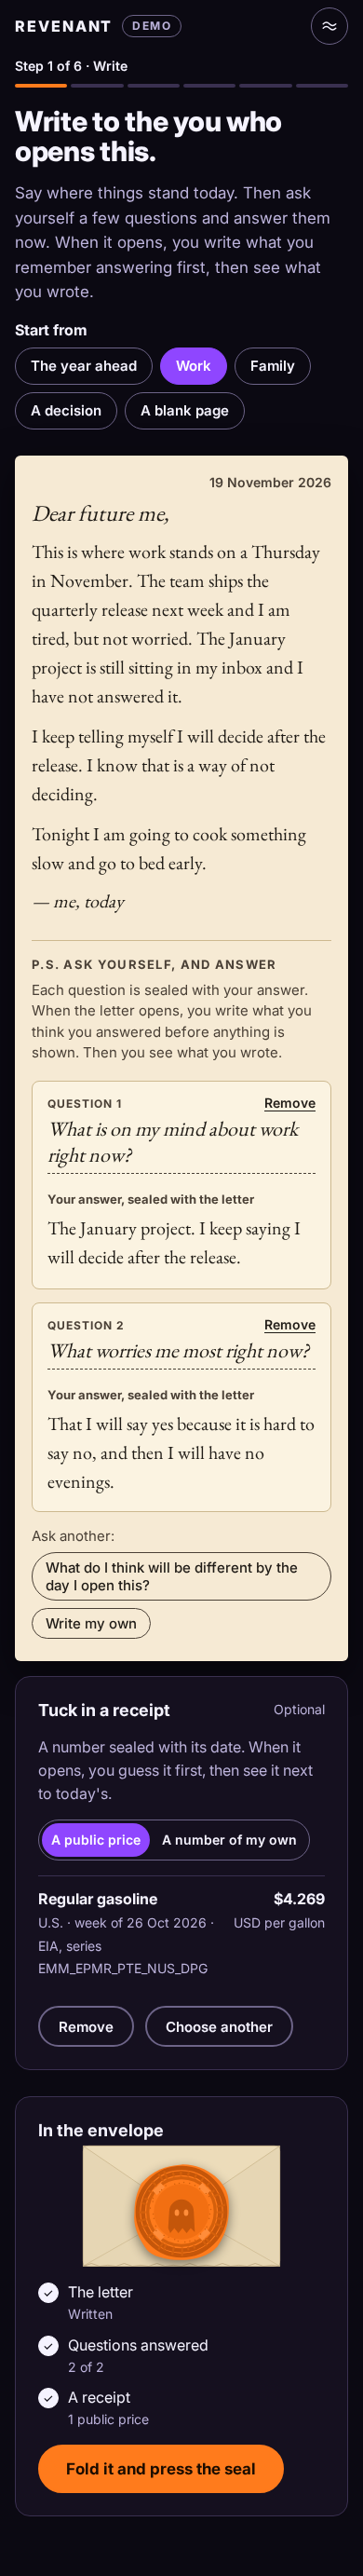 REVENANT DEMO
Step 1 of 6 · Write
Write to the you who
opens this.
Say where things stand today. Then ask
yourself a few questions and answer them
now. When it opens, you write what you
remember answering first, then see what
you wrote.
Start from
The year ahead Work Family
A decision A blank page
19 November 2026
Dear future me,
This is where work stands on a Thursday
in November. The team ships the
quarterly release next week and I am
tired, but not worried. The January
project is still sitting in my inbox and I
have not answered it.
I keep telling myself I will decide after the
release. I know that is a way of not
deciding.
Tonight I am going to cook something
slow and go to bed early.
— me, today
P.S. ASK YOURSELF, AND ANSWER
Each question is sealed with your answer.
When the letter opens, you write what you
think you answered before anything is
shown. Then you see what you wrote.
QUESTION 1 Remove
What is on my mind about work
right now?
Your answer, sealed with the letter
The January project. I keep saying I
will decide after the release.
QUESTION 2 Remove
What worries me most right now?
Your answer, sealed with the letter
That I will say yes because it is hard to
say no, and then I will have no
evenings.
Ask another:
What do I think will be different by the
day I open this?
Write my own
Tuck in a receipt Optional
A number sealed with its date. When it
opens, you guess it first, then see it next
to today's.
A public price A number of my own
Regular gasoline $4.269
U.S. · week of 26 Oct 2026 · USD per gallon
EIA, series
EMM_EPMR_PTE_NUS_DPG
Remove Choose another
In the envelope
The letter
Written
Questions answered
2 of 2
A receipt
1 public price
Fold it and press the seal